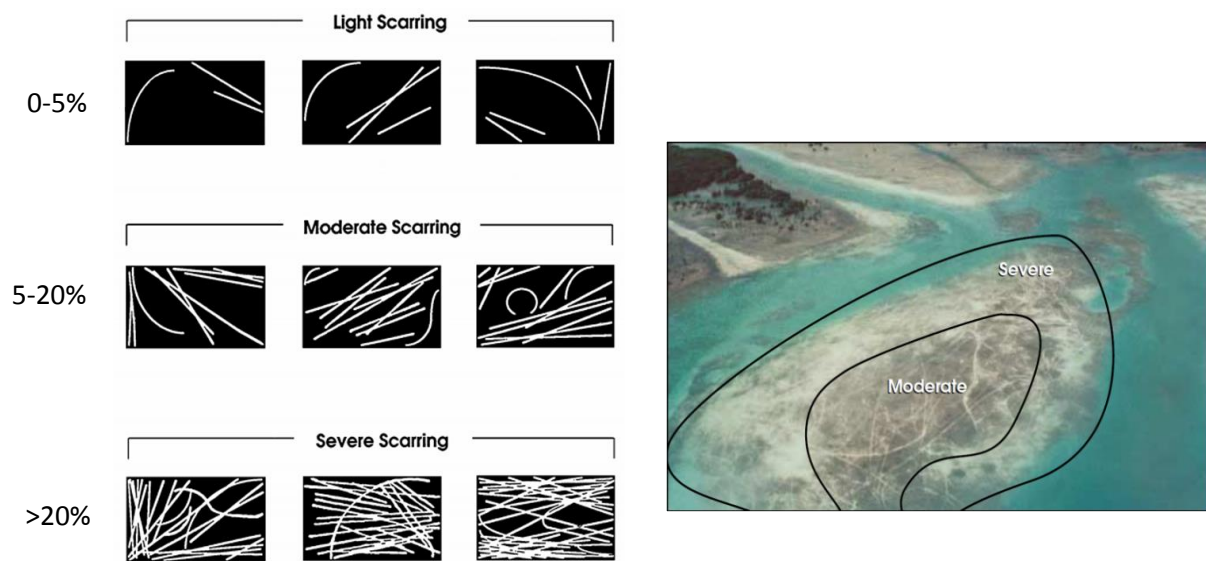 Light Scarring
0-5%
Moderate Scarring
5-20%
Severe Scarring
>20%
Severe
Moderate